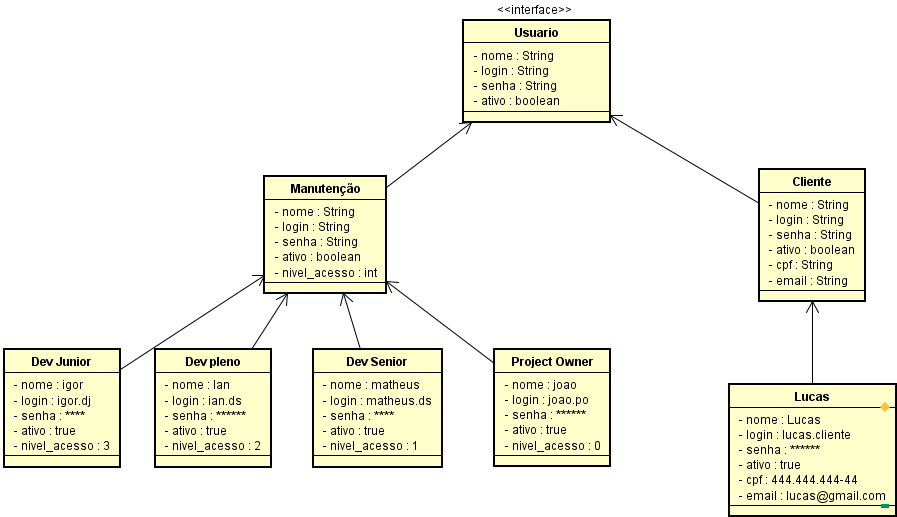 <<interface>>
Usuario
- nome : String
- login : String
- senha : String
- ativo : boolean
Manutenção
- nome : String
- login : String
- senha : String
- ativo : boolean
- nivel_acesso : int
Cliente
- nome : String
- login : String
- senha : String
- ativo : boolean
- cpf : String
- email : String
Dev Junior
- nome : igor
- login : igor.dj
- senha : ****
- ativo : true
- nivel_acesso : 3
Dev pleno
- nome : Ian
- login : ian.ds
- senha : ******
- ativo : true
- nivel_acesso : 2
Dev Senior
- nome : matheus
- login : matheus.ds
- senha : ****
- ativo : true
- nivel_acesso : 1
Project Owner
- nome : joao
- login : joao.po
- senha : ******
- ativo : true
- nivel_acesso : 0
Lucas
- nome : Lucas
- login : lucas.cliente
- senha : ******
- ativo : true
- cpf : 444.444.444-44
- email : lucas@gmail.com